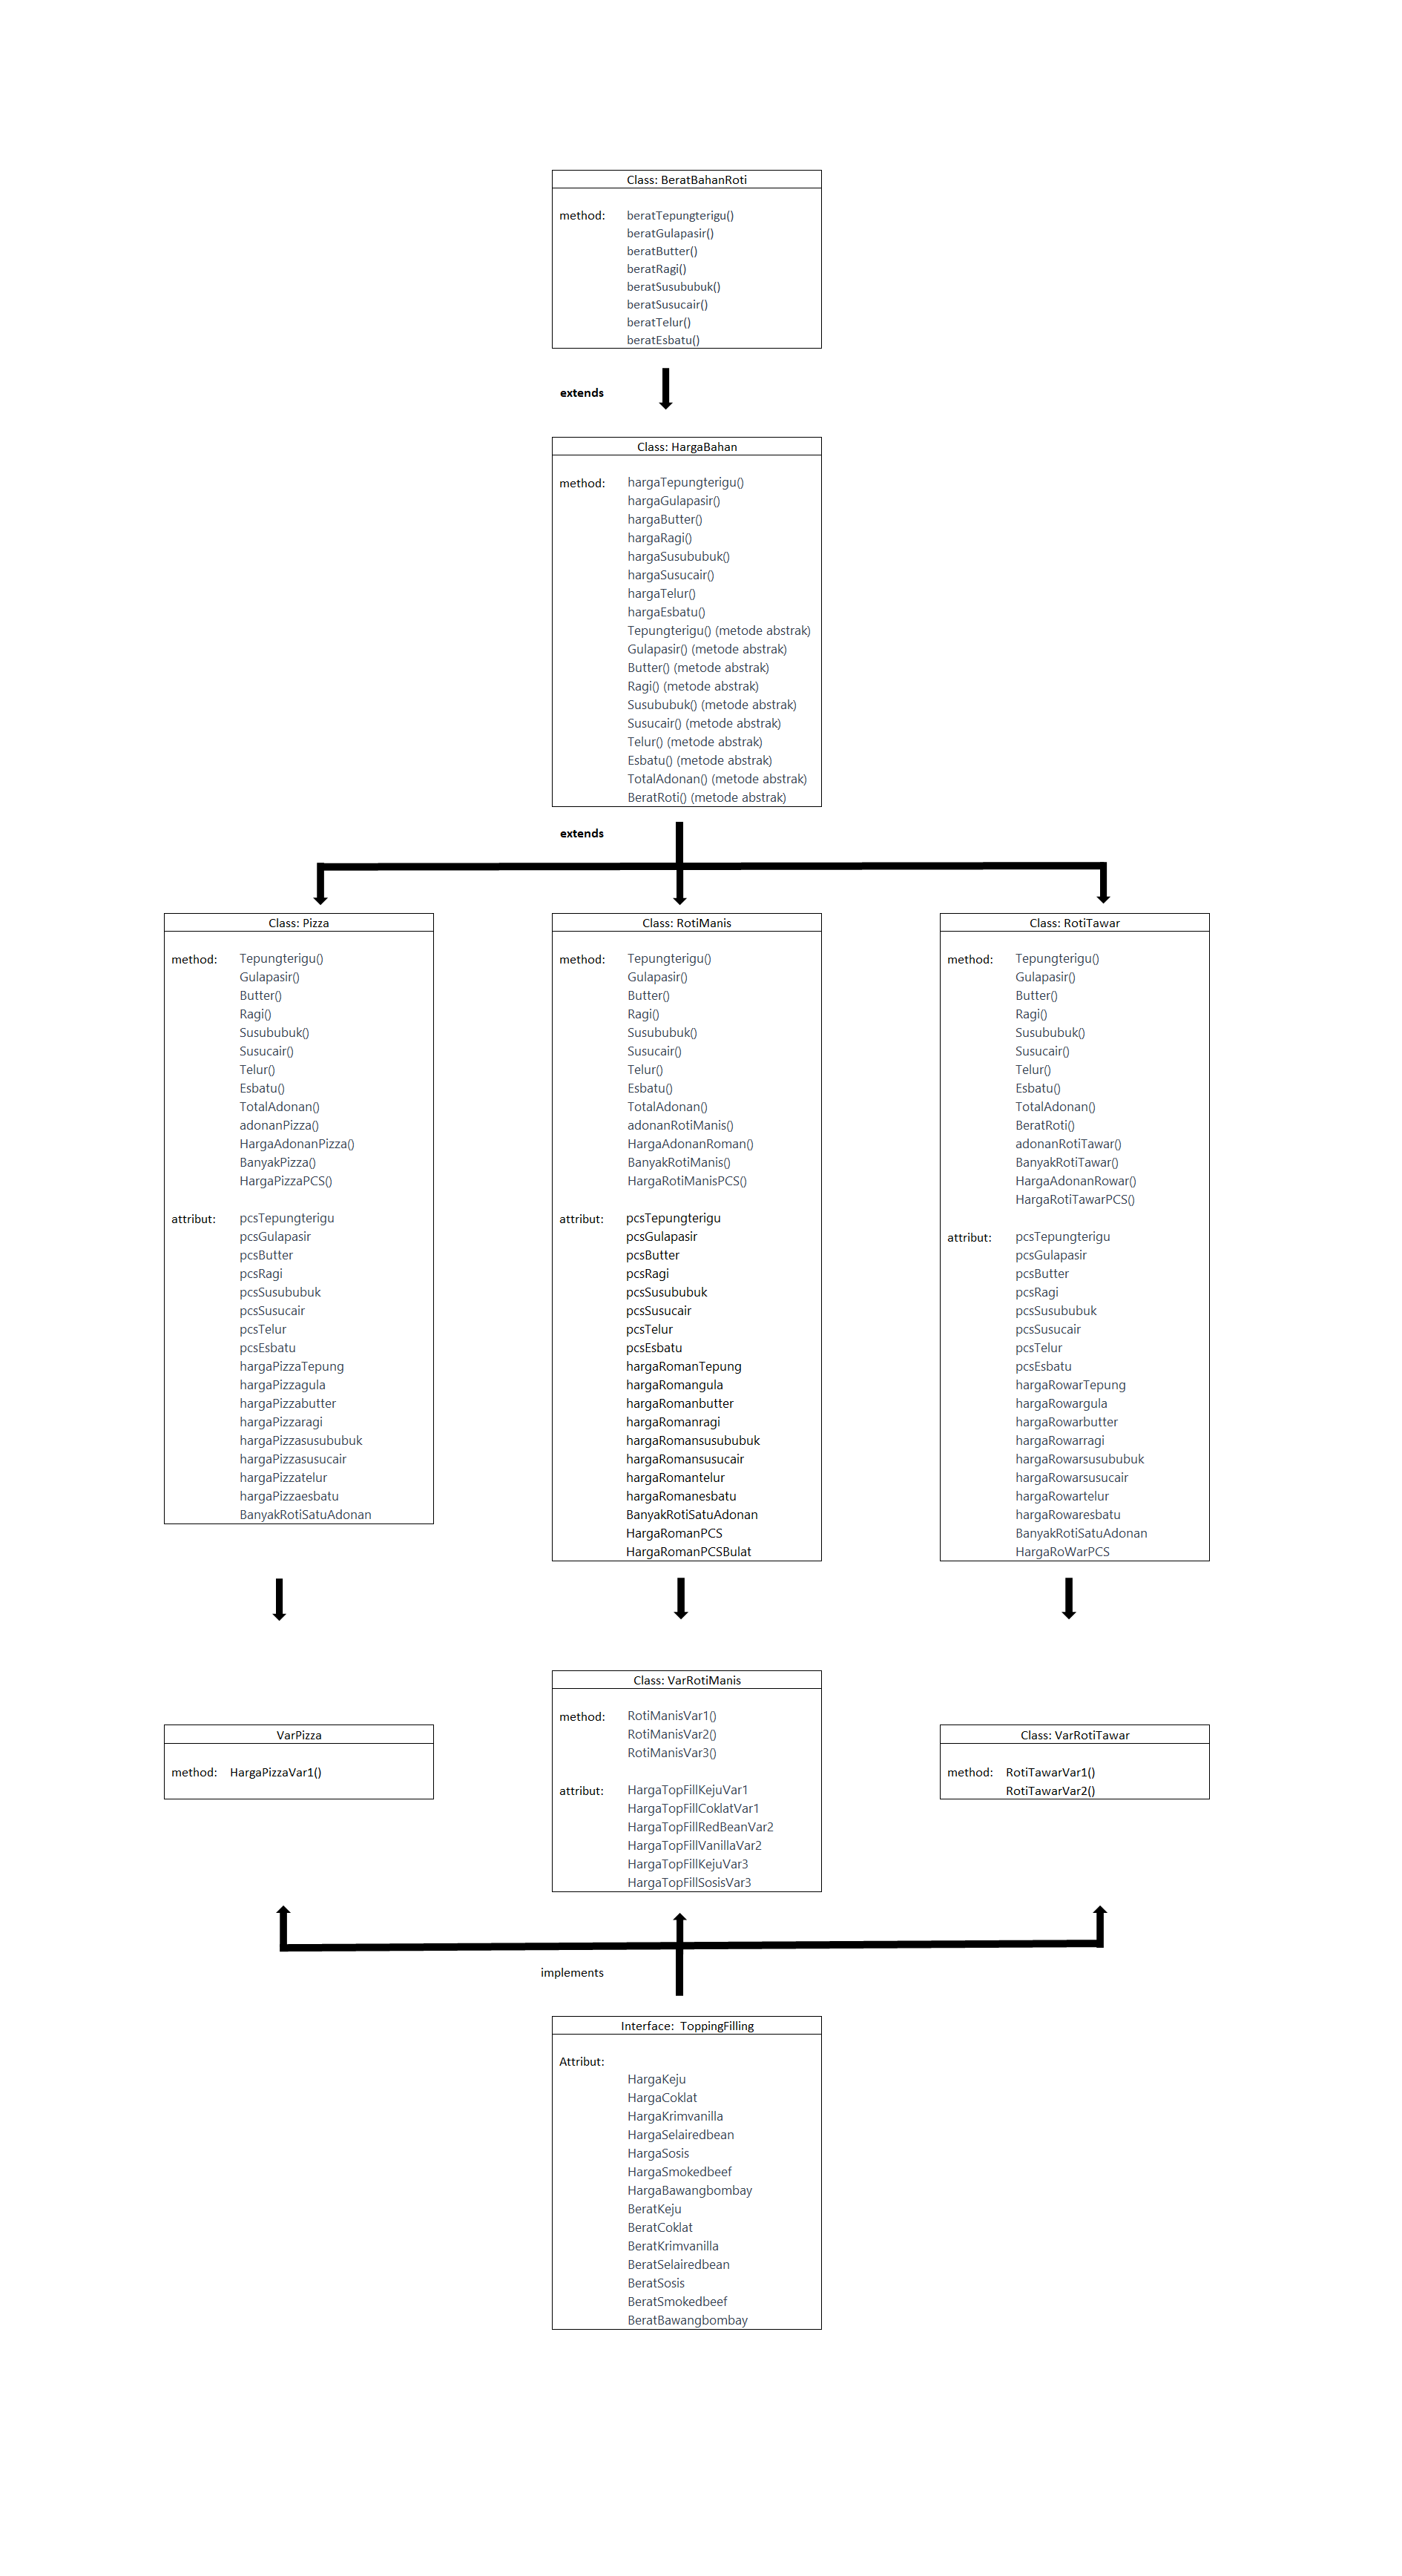 Class: BeratBahanRoti
method: beratTepungterigu()
beratGulapasir()
beratButter()
beratRagi()
beratSusububuk()
beratSusucair()
beratTelur()
beratEsbatu()
extends
Class: HargaBahan
method: hargaTepungterigu()
hargaGulapasir()
hargaButter()
hargaRagi()
hargaSusububuk()
hargaSusucair()
hargaTelur()
hargaEsbatu()
Tepungterigu() (metode abstrak)
Gulapasir() (metode abstrak)
Butter() (metode abstrak)
Ragi() (metode abstrak)
Susububuk() (metode abstrak)
Susucair() (metode abstrak)
Telur() (metode abstrak)
Esbatu() (metode abstrak)
TotalAdonan() (metode abstrak)
BeratRoti() (metode abstrak)
extends
Class: Pizza
method: Tepungterigu()
Gulapasir()
Butter()
Ragi()
Susububuk()
Susucair()
Telur()
Esbatu()
TotalAdonan()
adonanPizza()
HargaAdonanPizza()
BanyakPizza()
HargaPizzaPCS()
attribut: pcsTepungterigu
pcsGulapasir
pcsButter
pcsRagi
pcsSusububuk
pcsSusucair
pcsTelur
pcsEsbatu
hargaPizzaTepung
hargaPizzagula
hargaPizzabutter
hargaPizzaragi
hargaPizzasusububuk
hargaPizzasusucair
hargaPizzatelur
hargaPizzaesbatu
BanyakRotiSatuAdonan
Class: RotiManis
method: Tepungterigu()
Gulapasir()
Butter()
Ragi()
Susububuk()
Susucair()
Telur()
Esbatu()
TotalAdonan()
adonanRotiManis()
HargaAdonanRoman()
BanyakRotiManis()
HargaRotiManisPCS()
attribut: pcsTepungterigu
pcsGulapasir
pcsButter
pcsRagi
pcsSusububuk
pcsSusucair
pcsTelur
pcsEsbatu
hargaRomanTepung
hargaRomangula
hargaRomanbutter
hargaRomanragi
hargaRomansusububuk
hargaRomansusucair
hargaRomantelur
hargaRomanesbatu
BanyakRotiSatuAdonan
HargaRomanPCS
HargaRomanPCSBulat
Class: RotiTawar
method: Tepungterigu()
Gulapasir()
Butter()
Ragi()
Susububuk()
Susucair()
Telur()
Esbatu()
TotalAdonan()
BeratRoti()
adonanRotiTawar()
BanyakRotiTawar()
HargaAdonanRowar()
HargaRotiTawarPCS()
attribut: pcsTepungterigu
pcsGulapasir
pcsButter
pcsRagi
pcsSusububuk
pcsSusucair
pcsTelur
pcsEsbatu
hargaRowarTepung
hargaRowargula
hargaRowarbutter
hargaRowarragi
hargaRowarsusububuk
hargaRowarsusucair
hargaRowartelur
hargaRowaresbatu
BanyakRotiSatuAdonan
HargaRoWarPCS
VarPizza
method: HargaPizzaVar1()
Class: VarRotiManis
method: RotiManisVar1()
RotiManisVar2()
RotiManisVar3()
attribut: HargaTopFillKejuVar1
HargaTopFillCoklatVar1
HargaTopFillRedBeanVar2
HargaTopFillVanillaVar2
HargaTopFillKejuVar3
HargaTopFillSosisVar3
Class: VarRotiTawar
method: RotiTawarVar1()
RotiTawarVar2()
implements
Interface: ToppingFilling
Attribut:
HargaKeju
HargaCoklat
HargaKrimvanilla
HargaSelairedbean
HargaSosis
HargaSmokedbeef
HargaBawangbombay
BeratKeju
BeratCoklat
BeratKrimvanilla
BeratSelairedbean
BeratSosis
BeratSmokedbeef
BeratBawangbombay